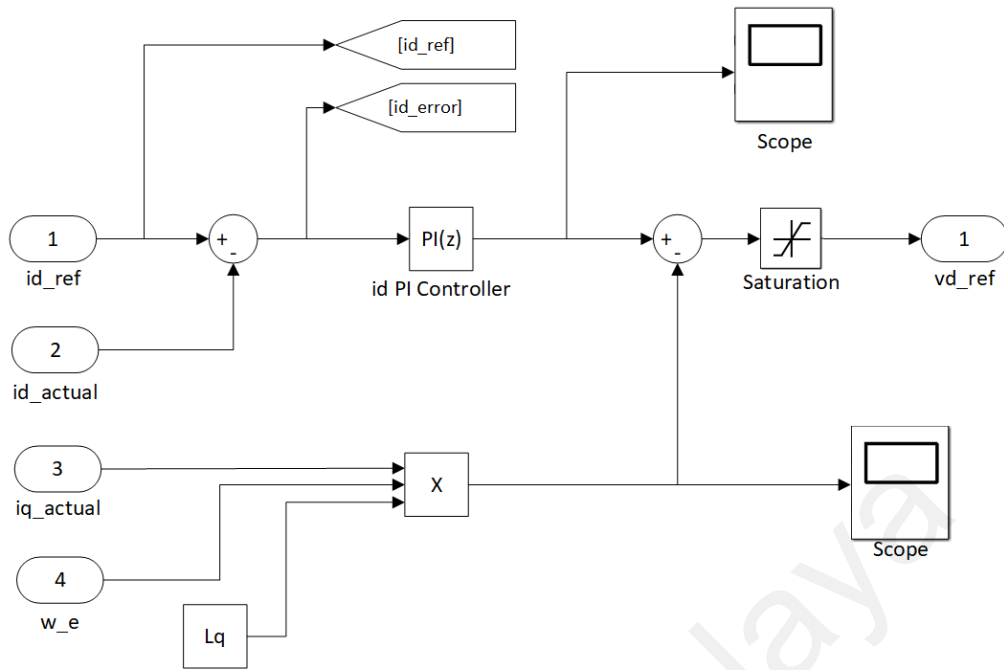 [id_ref]
[id_error]
Scope
1
id_ref
+
-
PI(z)
id PI Controller
+
-
Saturation
1
vd_ref
2
id_actual
3
iq_actual
X
Scope
4
w_e
Lq
laya